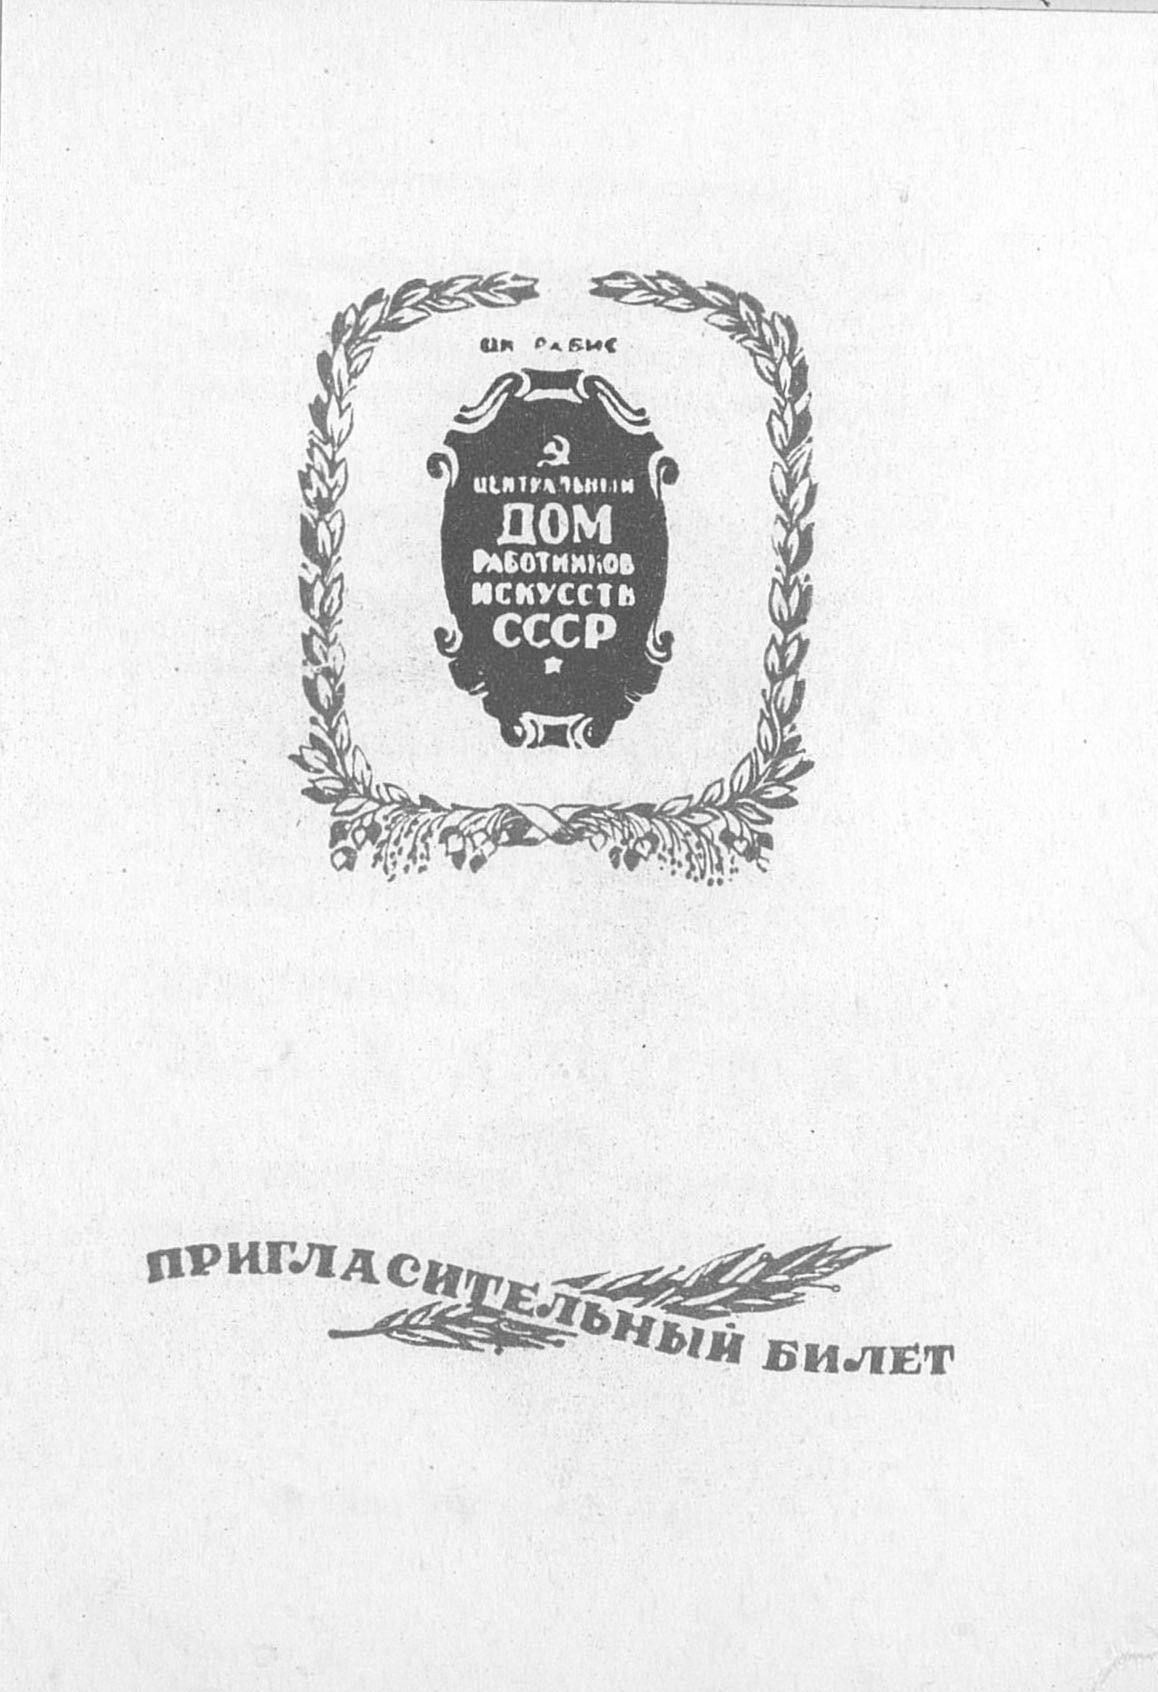 ЦК РАБИС
ЦЕНТРАЛЬНЫЙ
ДОМ
РАБОТНИКОВ
ИСКУССТВ
СССР
ПРИГЛАСИТЕЛЬНЫЙ БИЛЕТ